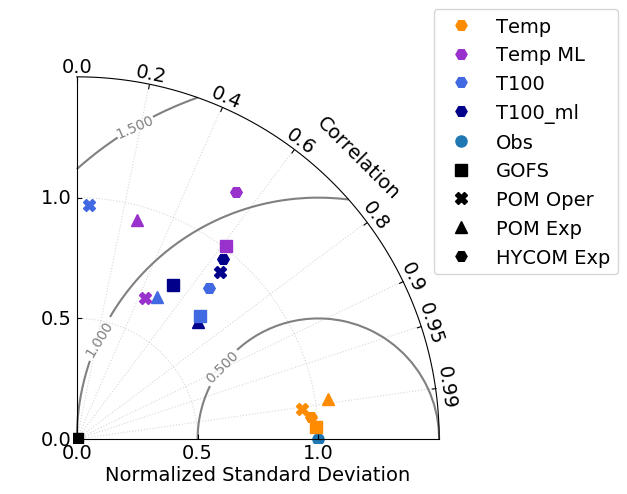 Temp
Temp ML
T100
T100_ml
Obs
GOFS
POM Oper
POM Exp
HYCOM Exp
0.0
0.2
0.4
0.6
Correlation
0.8
0.9
0.95
0.99
1.500
1.000
0.500
1.0
0.5
0.0
0.0
0.5
1.0
Normalized Standard Deviation